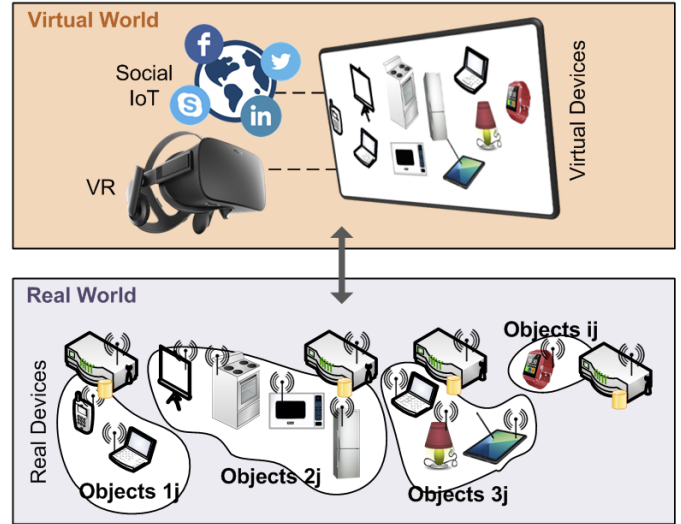 Virtual World
Social
IoT
f
in
S
VR
Virtual Devices
Real World
Real Devices
Objects 1j
Objects 2j
Objects 3j
Objects ij